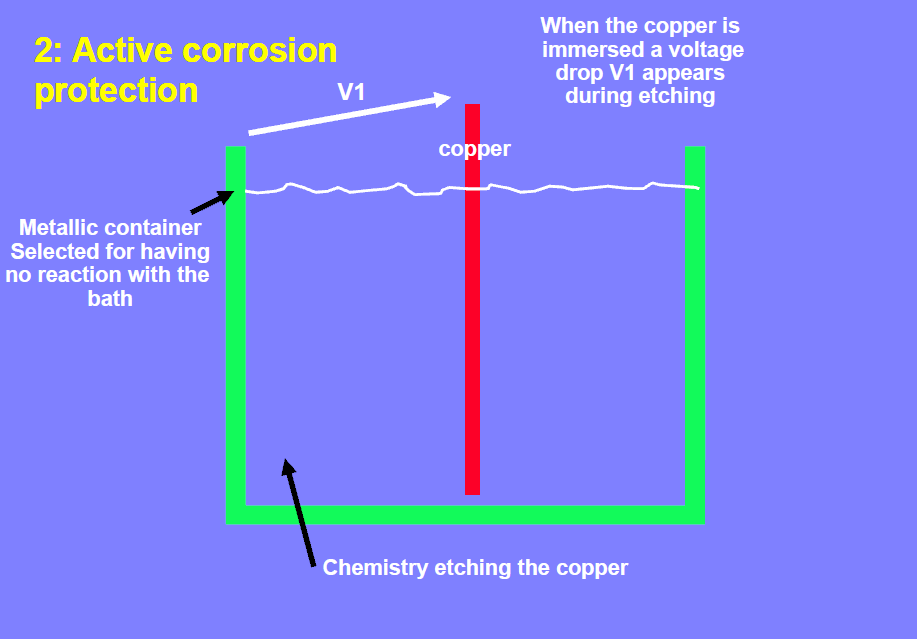 2: Active corrosion
protection
When the copper is
immersed a voltage
drop V1 appears
during etching
V1
copper
Metallic container
Selected for having
no reaction with the
bath
Chemistry etching the copper